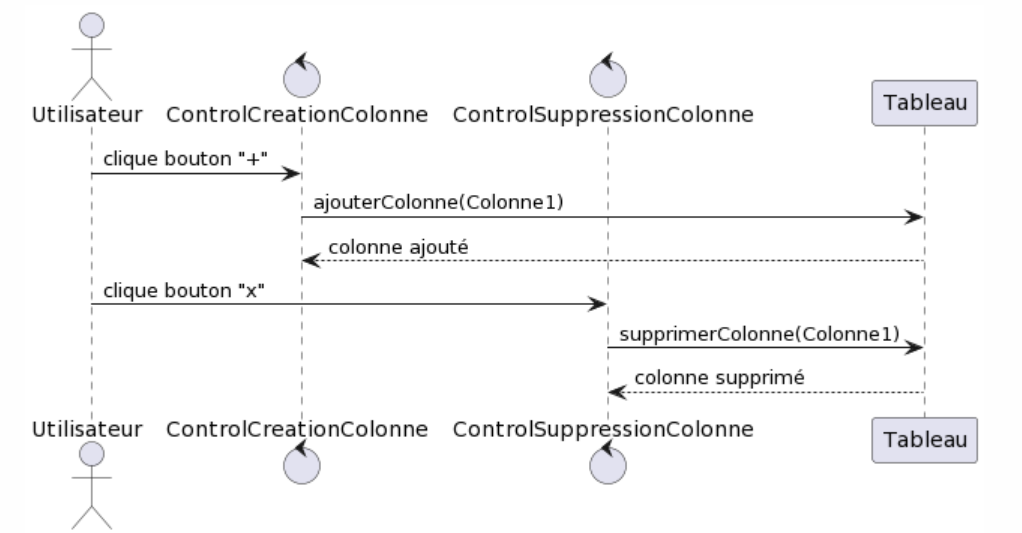 Utilisateur
ControlCreationColonne
ControlSuppressionColonne
Tableau
clique bouton "+"
ajouterColonne(Colonne1)
colonne ajouté
clique bouton "x"
supprimerColonne(Colonne1)
colonne supprimé
Utilisateur
ControlCreationColonne
ControlSuppressionColonne
Tableau